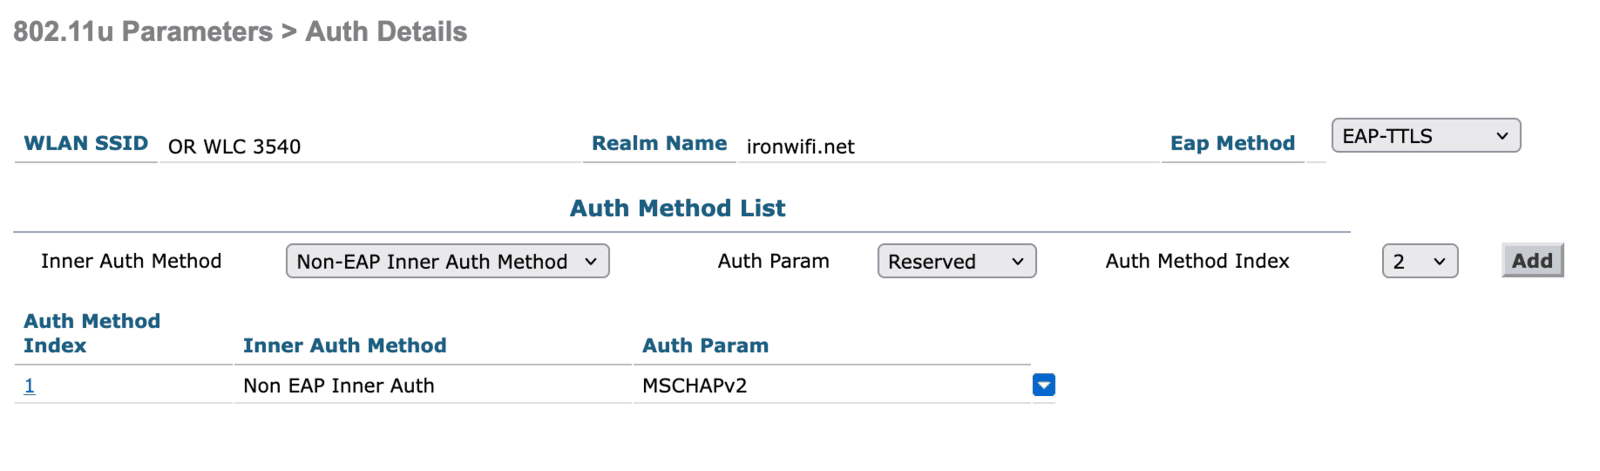 802.11u Parameters > Auth Details
WLAN SSID OR WLC 3540 Realm Name ironwifi.net Eap Method EAP-TTLS
Auth Method List
Inner Auth Method Non-EAP Inner Auth Method Auth Param Reserved Auth Method Index 2 Add
Auth Method
Index Inner Auth Method Auth Param
1 Non EAP Inner Auth MSCHAPv2